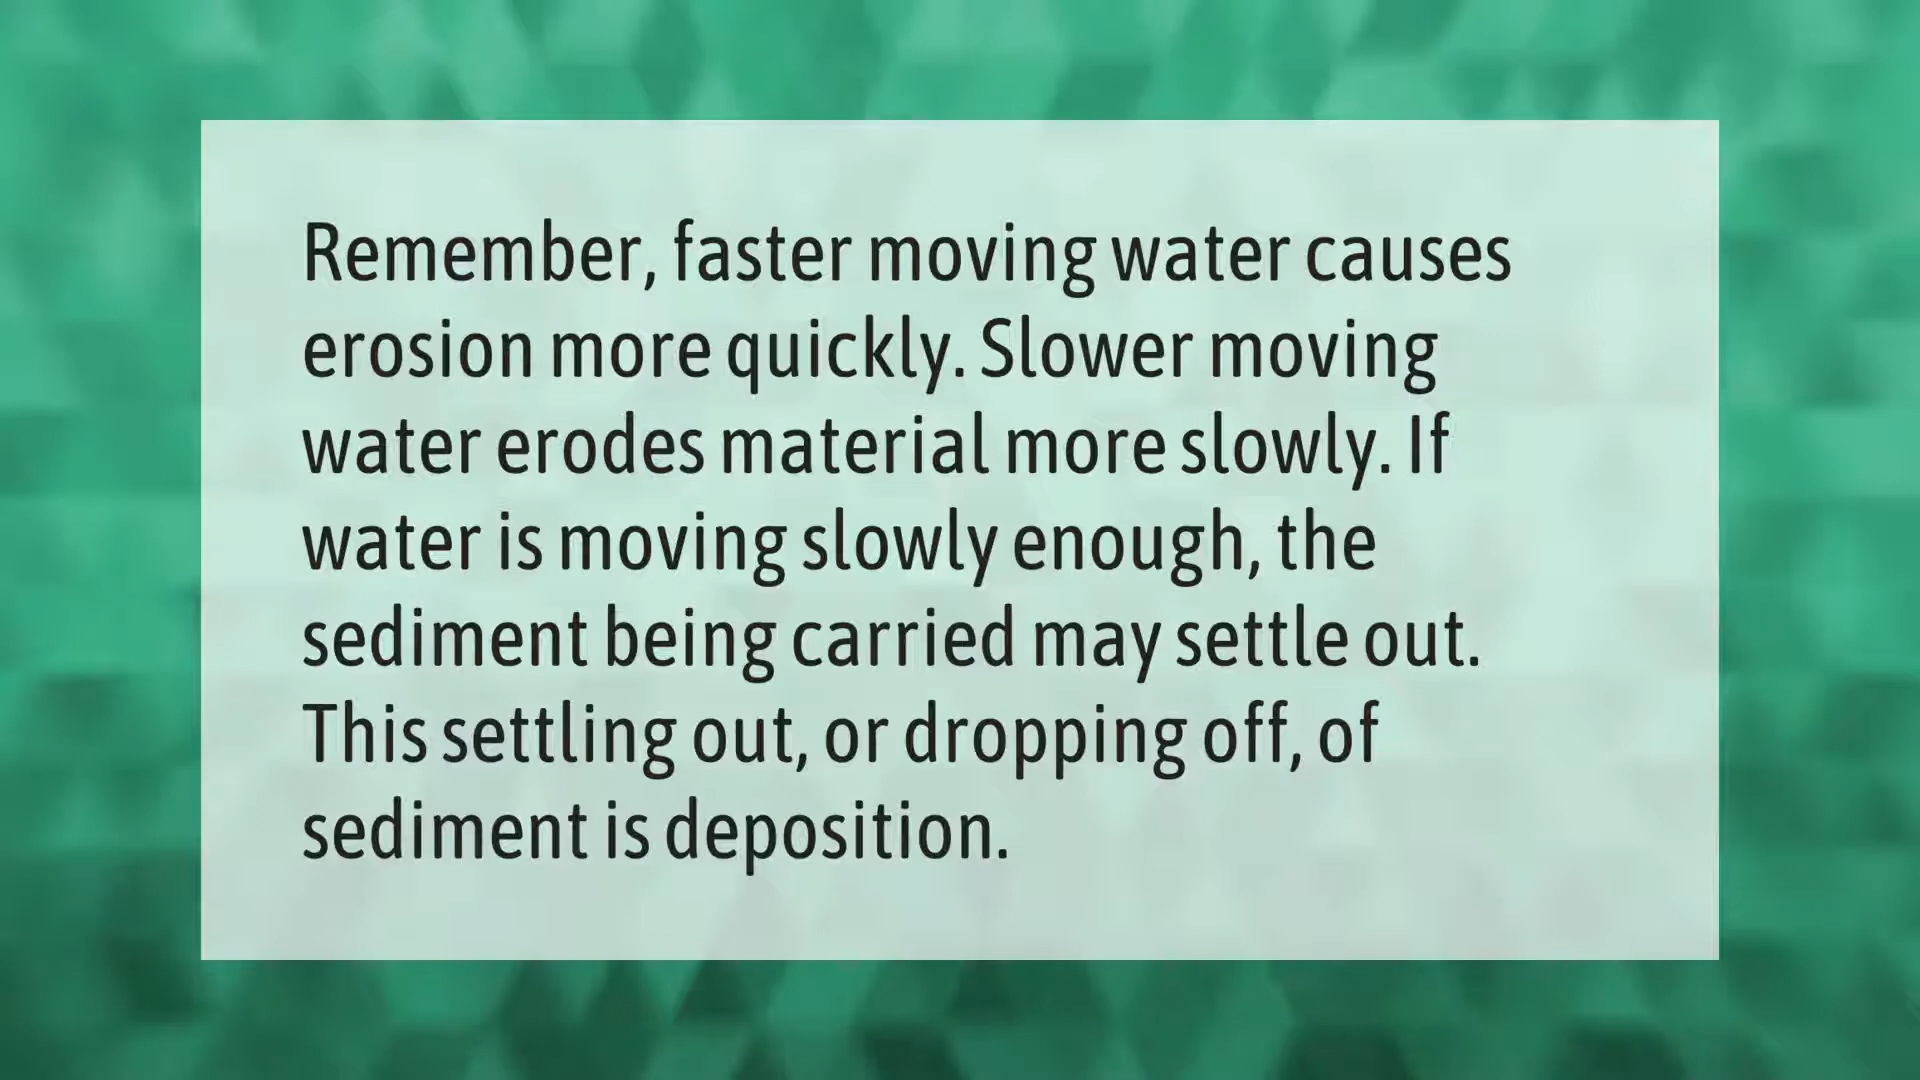 Remember, faster moving water causes
erosion more quickly. Slower moving
water erodes material more slowly. If
water is moving slowly enough, the
sediment being carried may settle out.
This settling out, or dropping off, of
sediment is deposition.